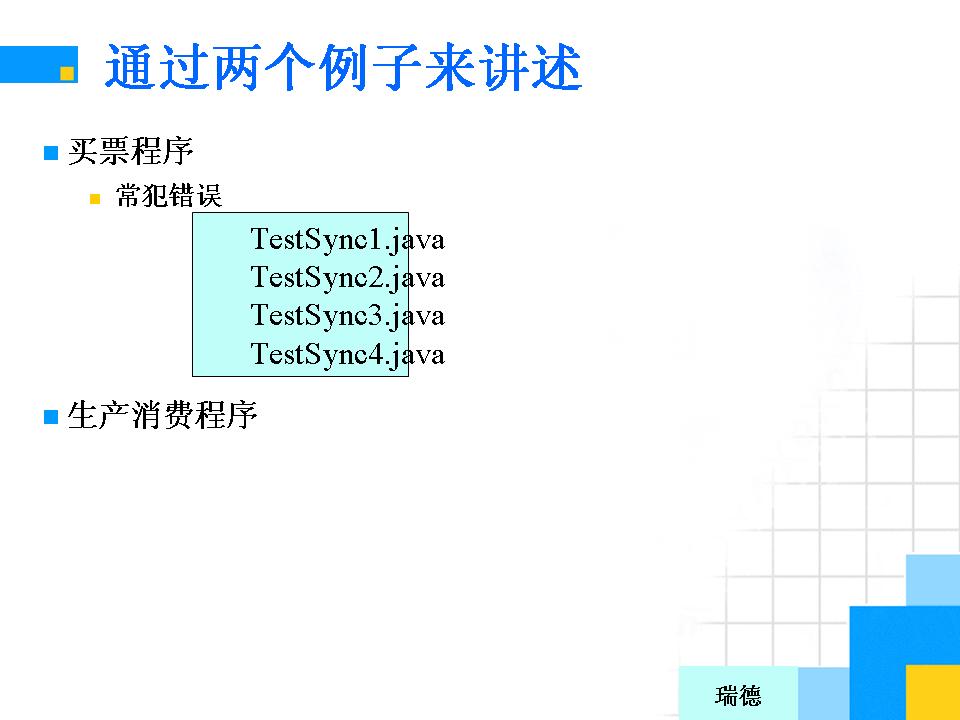 通过两个例子来讲述
买票程序
常犯错误
TestSync1.java
TestSync2.java
TestSync3.java
TestSync4.java
生产消费程序
瑞德